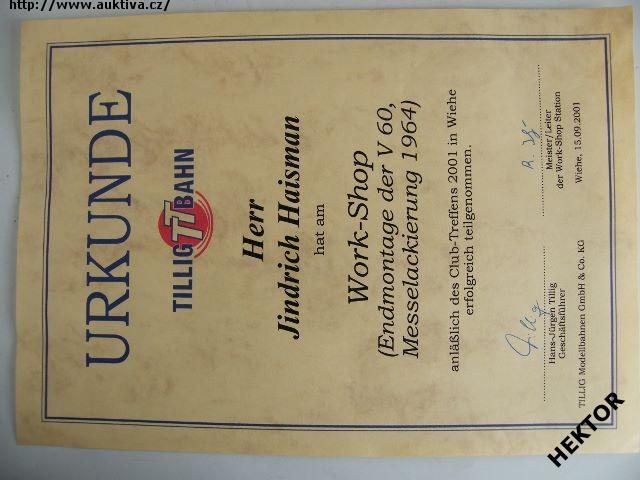 http://www.auktiva.cz/
URKUNDE
TILLIG TT BAHN
Herr
Jindrich Haisman
hat am
Work-Shop
(Endmontage der V 60,
Messelackierung 1964)
anläßlich des Club-Treffens 2001 in Wiehe
erfolgreich teilgenommen.
Hans-Jürgen Tillig
Geschäftsführer
TILLIG Modellbahnen GmbH & Co. KG
Meister/Leiter
der Work-Shop Station
Wiehe, 15.09.2001
HEKTOR